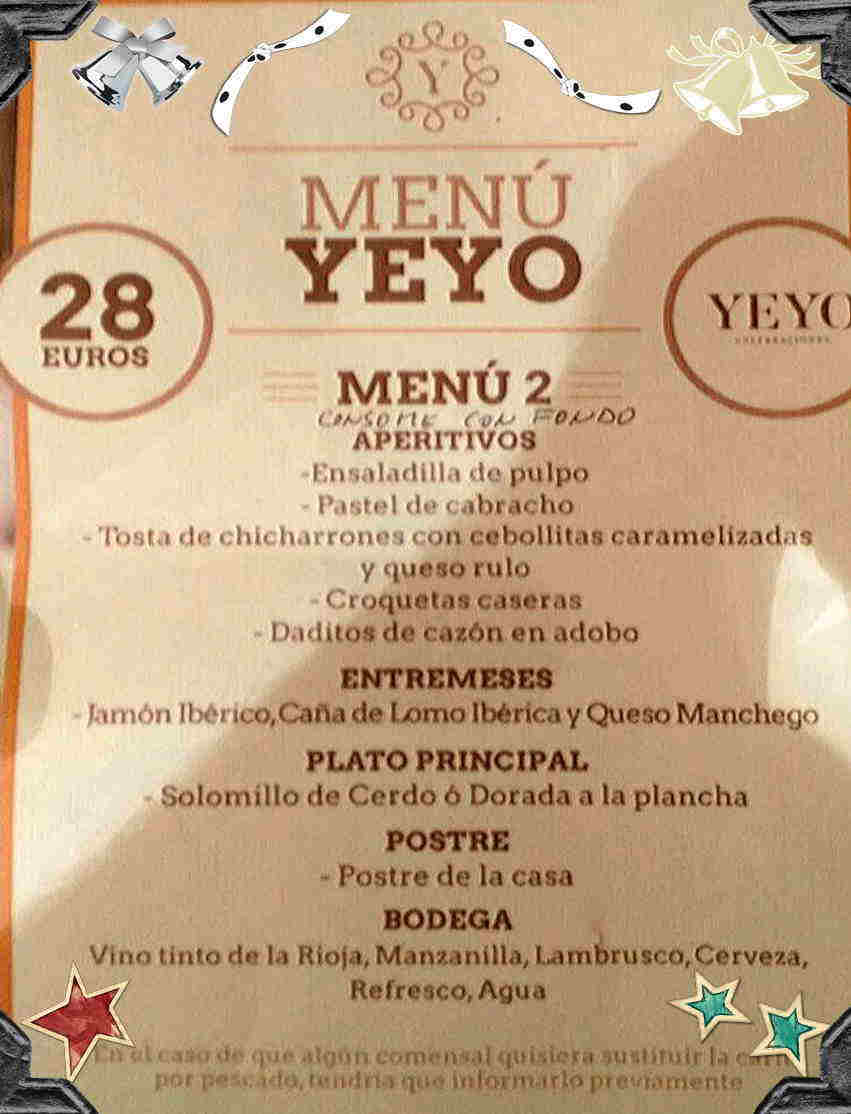 Y
MENÚ
YEYO
28
EUROS
YEYO
CELEBRACIONES
MENÚ 2
CONSOME CON FONDO
APERITIVOS
-Ensaladilla de pulpo
- Pastel de cabracho
- Tosta de chicharrones con cebollitas caramelizadas
y queso rulo
- Croquetas caseras
- Daditos de cazón en adobo
ENTREMESES
- Jamón Ibérico, Caña de Lomo Ibérica y Queso Manchego
PLATO PRINCIPAL
- Solomillo de Cerdo ó Dorada a la plancha
POSTRE
- Postre de la casa
BODEGA
Vino tinto de la Rioja, Manzanilla, Lambrusco, Cerveza,
Refresco, Agua
En el caso de que algún comensal quisiera sustituir la carne
por pescado, tendría que informarlo previamente